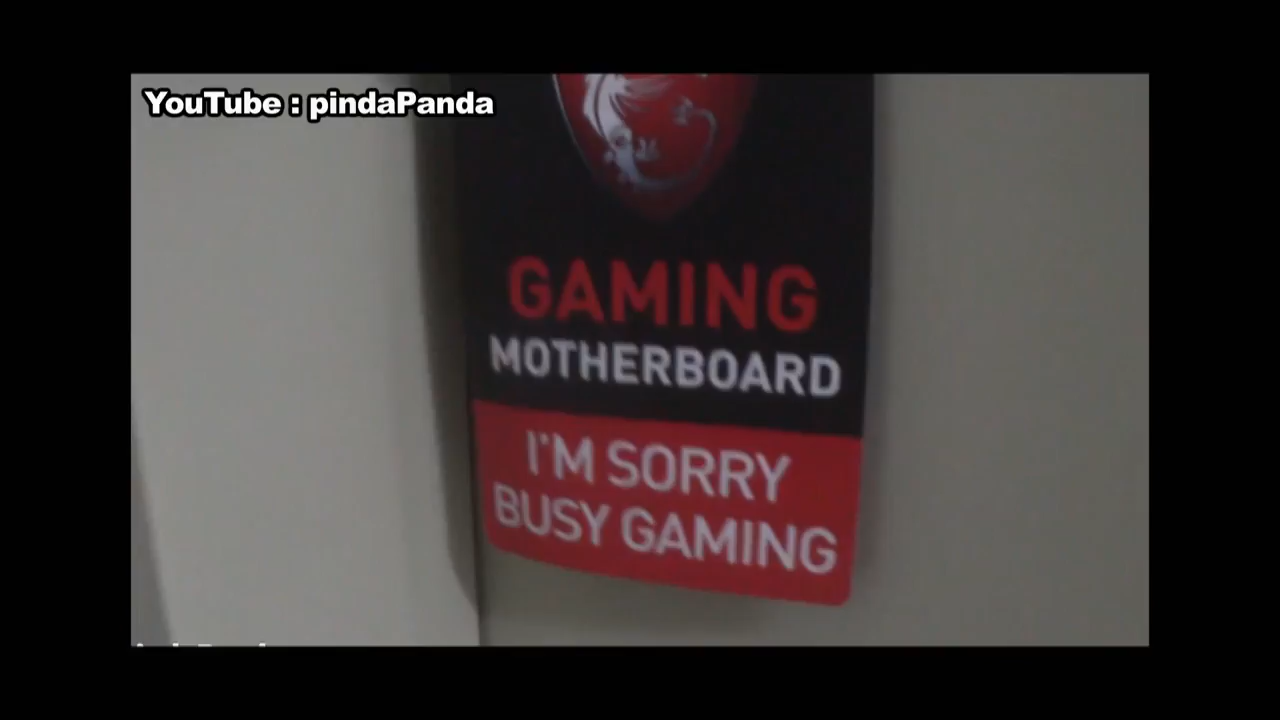 YouTube : pindaPanda
GAMING
MOTHERBOARD
I'M SORRY
BUSY GAMING